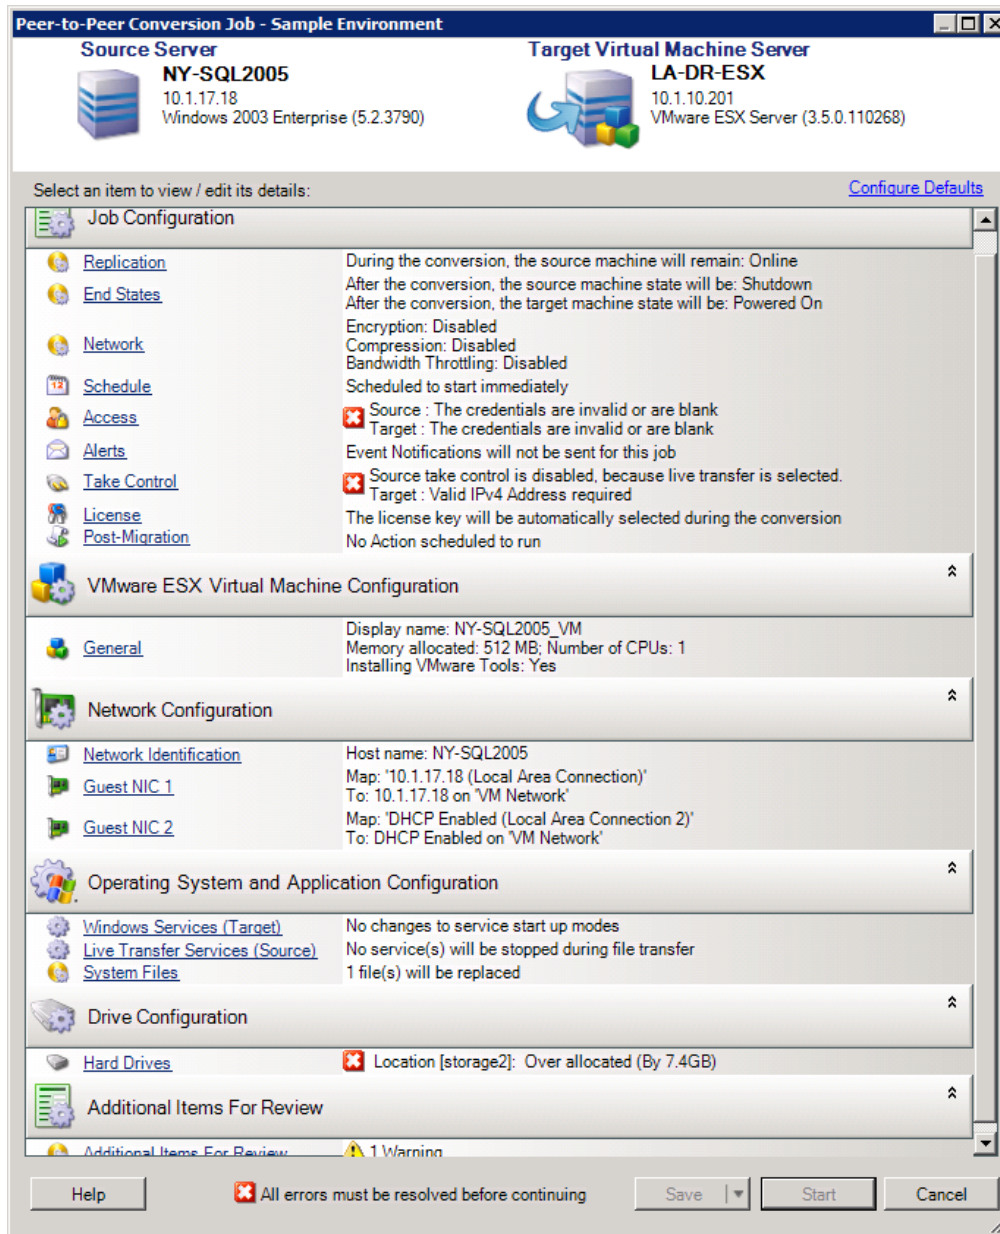 Peer-to-Peer Conversion Job - Sample Environment
Source Server
NY-SQL2005
10.1.17.18
Windows 2003 Enterprise (5.2.3790)
Target Virtual Machine Server
LA-DR-ESX
10.1.10.201
VMware ESX Server (3.5.0.110268)
Select an item to view / edit its details:
Configure Defaults
Job Configuration
Replication
During the conversion, the source machine will remain: Online
End States
After the conversion, the source machine state will be: Shutdown
After the conversion, the target machine state will be: Powered On
Network
Encryption: Disabled
Compression: Disabled
Bandwidth Throttling: Disabled
Schedule
Scheduled to start immediately
Access
Source : The credentials are invalid or are blank
Target : The credentials are invalid or are blank
Alerts
Event Notifications will not be sent for this job
Take Control
Source take control is disabled, because live transfer is selected.
Target : Valid IPv4 Address required
License
The license key will be automatically selected during the conversion
Post-Migration
No Action scheduled to run
VMware ESX Virtual Machine Configuration
General
Display name: NY-SQL2005_VM
Memory allocated: 512 MB; Number of CPUs: 1
Installing VMware Tools: Yes
Network Configuration
Network Identification
Host name: NY-SQL2005
Guest NIC 1
Map: '10.1.17.18 (Local Area Connection)'
To: 10.1.17.18 on 'VM Network'
Guest NIC 2
Map: 'DHCP Enabled (Local Area Connection 2)'
To: DHCP Enabled on 'VM Network'
Operating System and Application Configuration
Windows Services (Target)
No changes to service start up modes
Live Transfer Services (Source)
No service(s) will be stopped during file transfer
System Files
1 file(s) will be replaced
Drive Configuration
Hard Drives
Location [storage2]: Over allocated (By 7.4GB)
Additional Items For Review
Additional Items For Review
1 Warning
Help
All errors must be resolved before continuing
Save
Start
Cancel